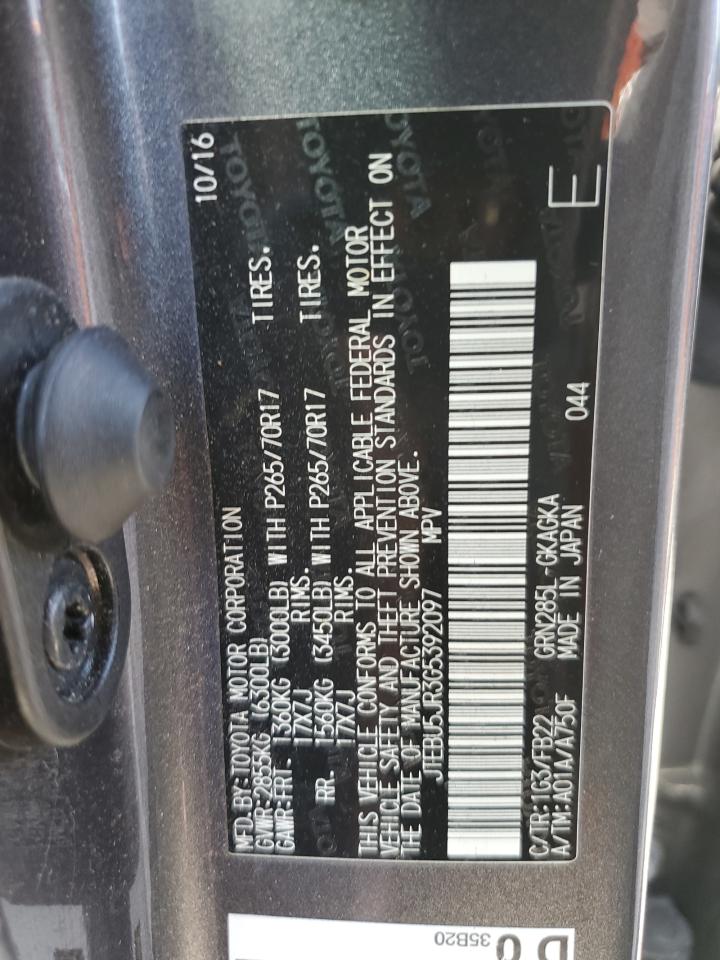 MFD.BY:TOYOTA MOTOR CORPORATION 10/16
GVWR:2855KG (6300LB)
GAWR:FRT. 1360KG (3000LB) WITH P265/70R17 TIRES.
17X7J RIMS.
RR. 1560KG (3450LB) WITH P265/70R17 TIRES.
17X7J RIMS.
THIS VEHICLE CONFORMS TO ALL APPLICABLE FEDERAL MOTOR
VEHICLE SAFETY AND THEFT PREVENTION STANDARDS IN EFFECT ON
THE DATE OF MANUFACTURE SHOWN ABOVE.
JTEBU5JR3G5392097 MPV
C/TR:1G3/FB22 GRN285L-GKAGKA 044 E
A/TM:A01A/A750F MADE IN JAPAN
35B20
D 0